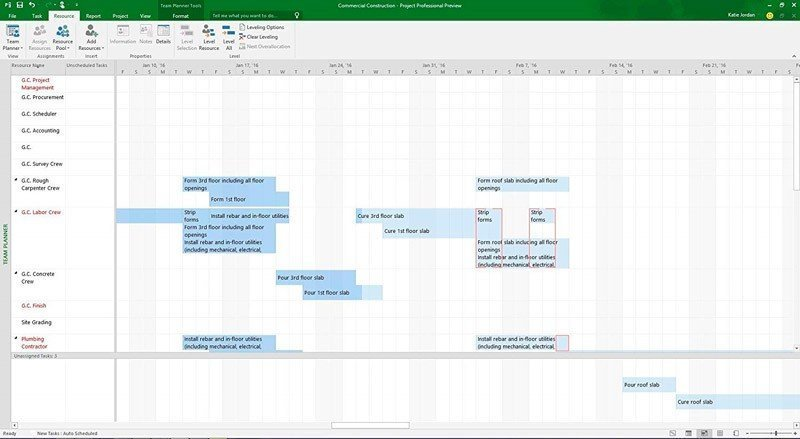 Team Planner Tools
Commercial Construction - Project Professional Preview
Katie Jordan
File Task Resource Report Project View Format Tell me what you want to do...
Team Planner
Assign Resources
Resource Pool
Add Resources
Information
Notes
Details
Level Selection
Level Resource
Level All
Leveling Options
Clear Leveling
Next Overallocation
View Assignments Insert Properties Level
Resource Name Unscheduled Tasks
Jan 10, '16 Jan 17, '16 Jan 24, '16 Jan 31, '16 Feb 7, '16 Feb 14, '16 Feb 21, '16
F S S M T W T F S S M T W T F S S M T W T F S S M T W T F S S M T W T F S S M T W T F S S M T W T F S
G.C. Project
Management
G.C. Procurement
G.C. Scheduler
G.C. Accounting
G.C.
G.C. Survey Crew
G.C. Rough
Carpenter Crew
Form 3rd floor including all floor
openings
Form 1st floor
Form roof slab including all floor
openings
G.C. Labor Crew
Strip
forms
Install rebar and in-floor utilities
Form 3rd floor including all floor
openings
Install rebar and in-floor utilities
(including mechanical, electrical,
Cure 3rd floor slab
Cure 1st floor slab
Strip
forms
Strip
forms
Form roof slab including all floor
openings
Install rebar and in-floor utilities
(including mechanical, electrical,
G.C. Concrete
Crew
Pour 3rd floor slab
Pour 1st floor slab
G.C. Finish
Site Grading
Plumbing
Contractor
Install rebar and in-floor utilities
(including mechanical, electrical,
Install rebar and in-floor utilities
(including mechanical, electrical,
TEAM PLANNER
Unassigned Tasks: 5
Pour roof slab
Cure roof slab
Ready New Tasks : Auto Scheduled